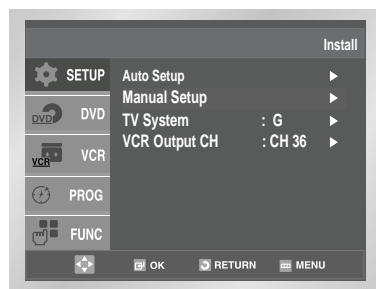 Install
SETUP
Auto Setup
Manual Setup
DVD DVD
TV System : G
VCR Output CH : CH 36
VCR VCR
PROG
FUNC
OK RETURN MENU